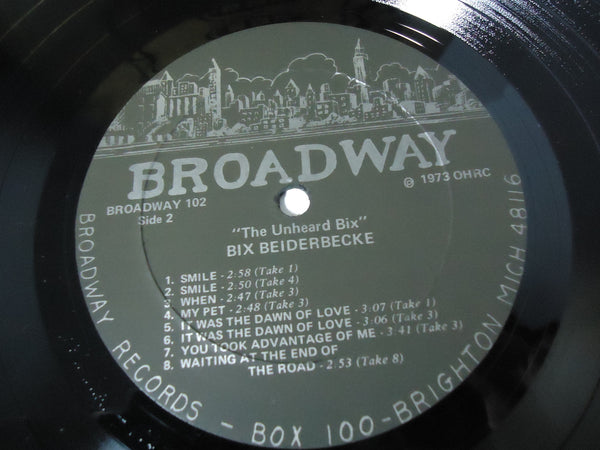 BROADWAY
BROADWAY 102
Side 2
© 1973 OHRC
"The Unheard Bix"
BIX BEIDERBECKE
1. SMILE - 2:58 (Take 1)
2. SMILE - 2:50 (Take 4)
3. WHEN - 2:47 (Take 3)
4. MY PET - 2:48 (Take 3)
5. IT WAS THE DAWN OF LOVE - 3:07 (Take 1)
6. IT WAS THE DAWN OF LOVE - 3:06 (Take 3)
7. YOU TOOK ADVANTAGE OF ME - 3:41 (Take 3)
8. WAITING AT THE END OF
THE ROAD - 2:53 (Take 8)
BROADWAY RECORDS - BOX 100-BRIGHTON MICH 48116